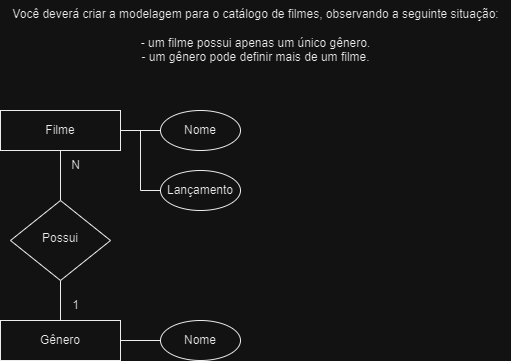 Você deverá criar a modelagem para o catálogo de filmes, observando a seguinte situação:
- um filme possui apenas um único gênero.
- um gênero pode definir mais de um filme.
Filme
Nome
N
Lançamento
Possui
1
Gênero
Nome